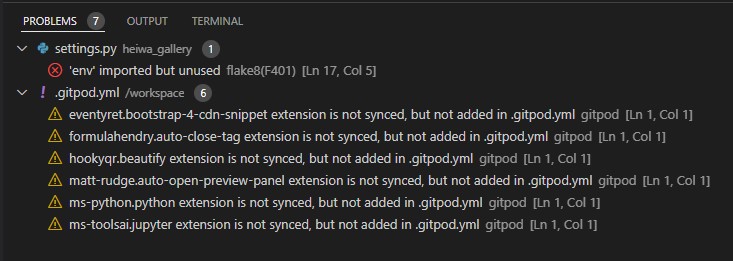 PROBLEMS 7 OUTPUT TERMINAL
settings.py heiwa_gallery 1
'env' imported but unused flake8(F401) [Ln 17, Col 5]
! .gitpod.yml /workspace 6
eventyret.bootstrap-4-cdn-snippet extension is not synced, but not added in .gitpod.yml gitpod [Ln 1, Col 1]
formulahendry.auto-close-tag extension is not synced, but not added in .gitpod.yml gitpod [Ln 1, Col 1]
hookyqr.beautify extension is not synced, but not added in .gitpod.yml gitpod [Ln 1, Col 1]
matt-rudge.auto-open-preview-panel extension is not synced, but not added in .gitpod.yml gitpod [Ln 1, Col 1]
ms-python.python extension is not synced, but not added in .gitpod.yml gitpod [Ln 1, Col 1]
ms-toolsai.jupyter extension is not synced, but not added in .gitpod.yml gitpod [Ln 1, Col 1]